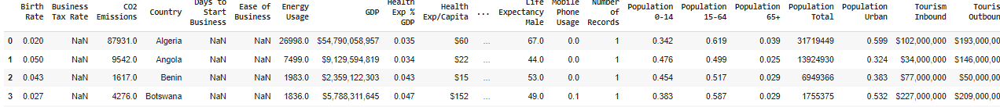 Birth Rate Business Tax Rate CO2 Emissions Country Days to Start Business Ease of Business Energy Usage GDP Health Exp % GDP Health Exp/Capita ... Life Expectancy Male Mobile Phone Usage Number of Records Population 0-14 Population 15-64 Population 65+ Population Total Population Urban Tourism Inbound Touris Outboun
0 0.020 NaN 87931.0 Algeria NaN NaN 26998.0 $54,790,058,957 0.035 $60 ... 67.0 0.0 1 0.342 0.619 0.039 31719449 0.599 $102,000,000 $193,000,00
1 0.050 NaN 9542.0 Angola NaN NaN 7499.0 $9,129,594,819 0.034 $22 ... 44.0 0.0 1 0.476 0.499 0.025 13924930 0.324 $34,000,000 $146,000,00
2 0.043 NaN 1617.0 Benin NaN NaN 1983.0 $2,359,122,303 0.043 $15 ... 53.0 0.0 1 0.454 0.517 0.029 6949366 0.383 $77,000,000 $50,000,00
3 0.027 NaN 4276.0 Botswana NaN NaN 1836.0 $5,788,311,645 0.047 $152 ... 49.0 0.1 1 0.383 0.587 0.029 1755375 0.532 $227,000,000 $209,000,00